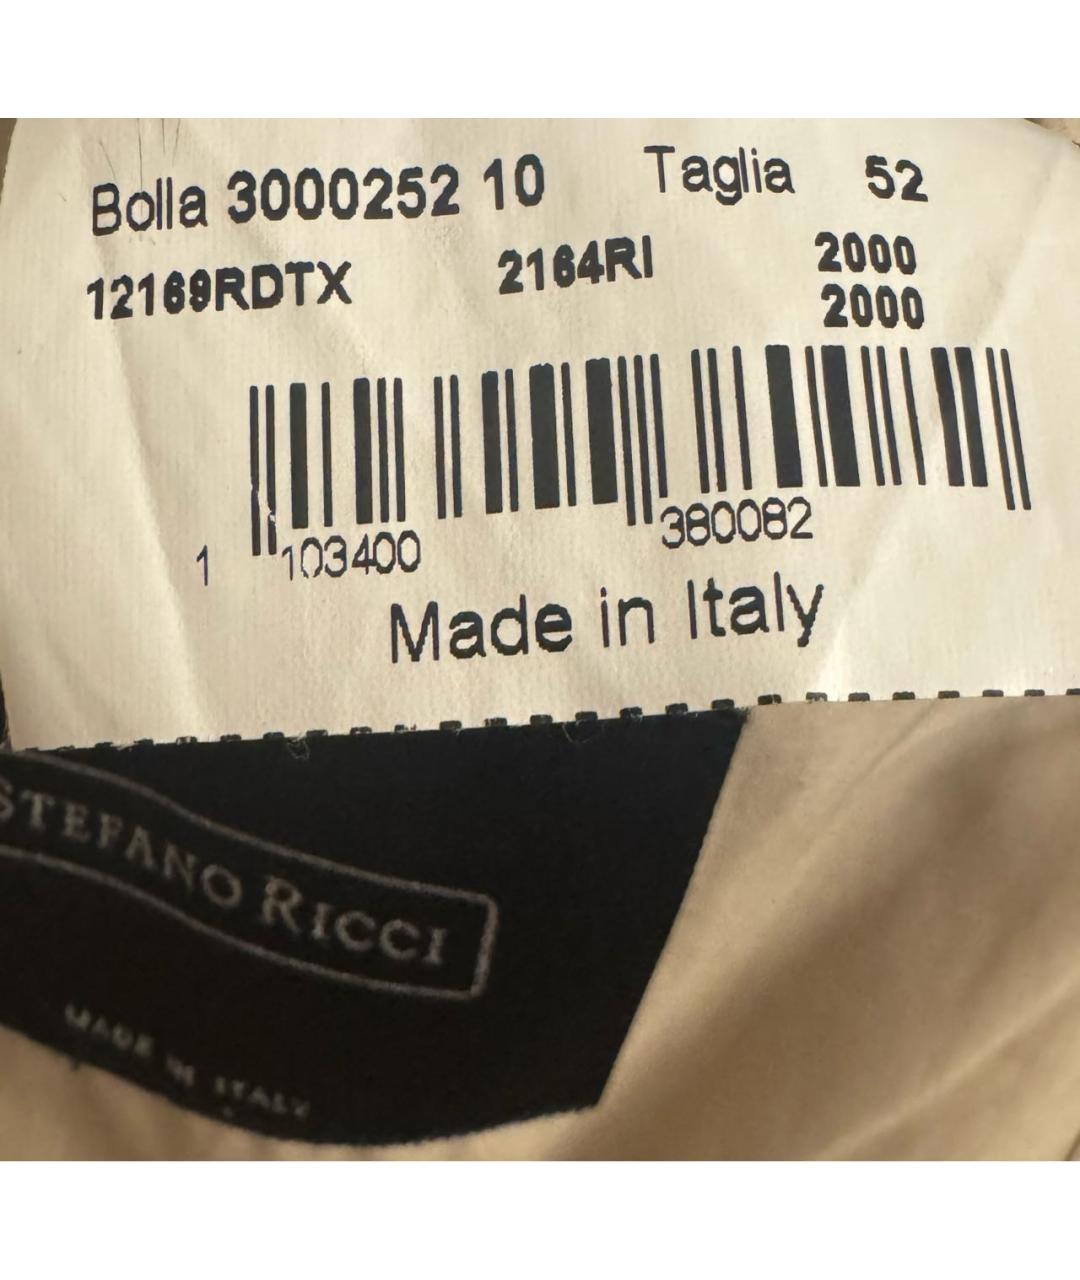 Bolla 3000252 10 Taglia 52
12169RDTX 2164RI 2000
2000
1 103400 380082
Made in Italy
STEFANO RICCI
MADE IN ITALY